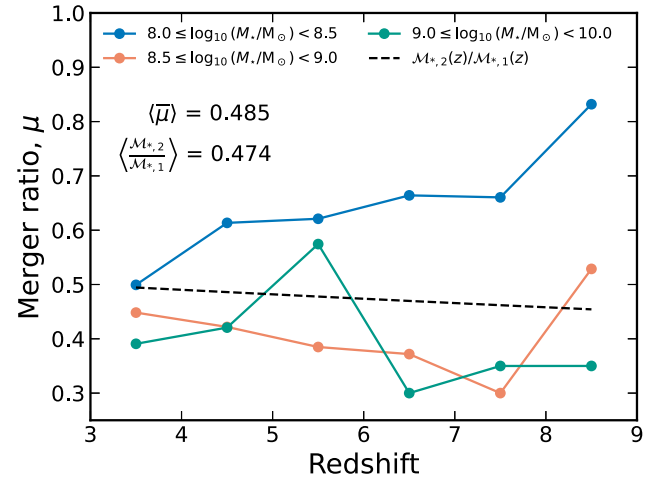 8.0 ≤ log₁₀ (M⋆/M⊙) < 8.5
8.5 ≤ log₁₀ (M⋆/M⊙) < 9.0
9.0 ≤ log₁₀ (M⋆/M⊙) < 10.0
ℳ*,2(z)/ℳ*,1(z)
⟨μ̅⟩ = 0.485
⟨ℳ*,2/ℳ*,1⟩ = 0.474
Merger ratio, μ
1.0
0.9
0.8
0.7
0.6
0.5
0.4
0.3
3 4 5 6 7 8 9
Redshift